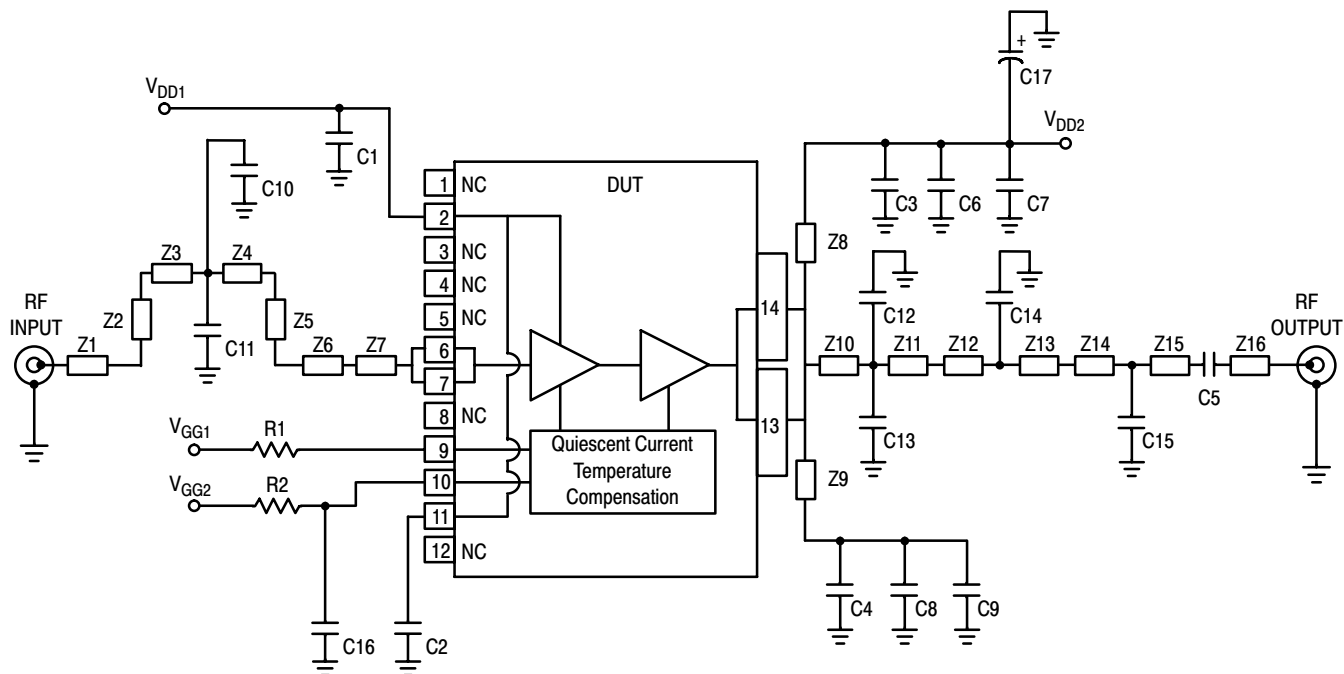 +
C17
VDD1
VDD2
C1
C10
1 NC
DUT
C3
C6
C7
2
Z8
3 NC
Z3
Z4
4 NC
C12
C14
RF
INPUT
Z2
Z5
C11
5 NC
14
RF
OUTPUT
Z1
Z6
Z7
6
Z10
Z11
Z12
Z13
Z14
Z15
Z16
C5
7
8 NC
13
C13
C15
VGG1
R1
9
Quiescent Current
Temperature
Compensation
VGG2
R2
10
Z9
11
12 NC
C4
C8
C9
C16
C2